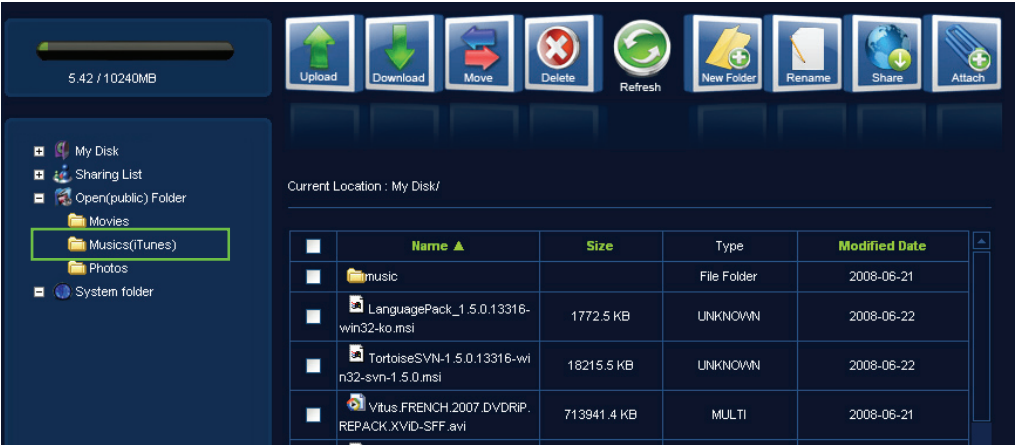 5.42 / 10240MB
Upload
Download
Move
Delete
Refresh
New Folder
Rename
Share
Attach
My Disk
Sharing List
Open(public) Folder
Movies
Musics(iTunes)
Photos
System folder
Current Location : My Disk/
Name ▲ Size Type Modified Date
music File Folder 2008-06-21
LanguagePack_1.5.0.13316-
win32-ko.msi 1772.5 KB UNKNOWN 2008-06-22
TortoiseSVN-1.5.0.13316-wi
n32-svn-1.5.0.msi 18215.5 KB UNKNOWN 2008-06-22
Vitus.FRENCH.2007.DVDRiP.
REPACK.XViD-SFF.avi 713941.4 KB MULTI 2008-06-21